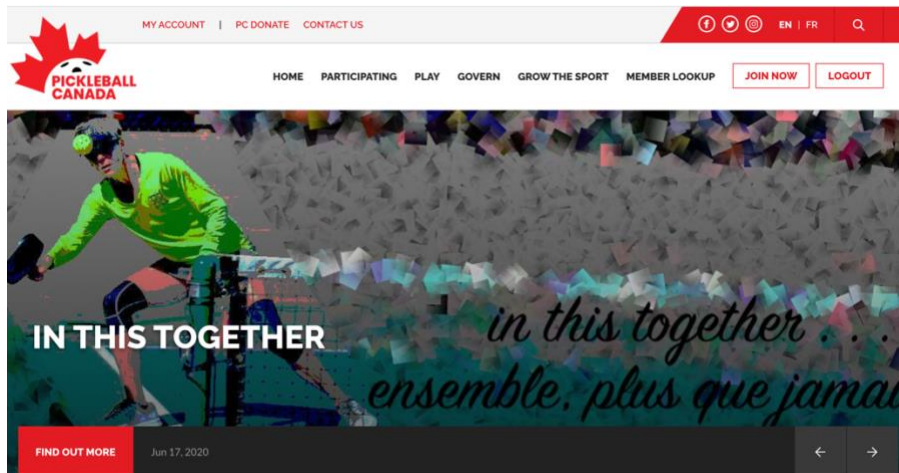 MY ACCOUNT | PC DONATE CONTACT US
EN | FR
PICKLEBALL
CANADA
HOME PARTICIPATING PLAY GOVERN GROW THE SPORT MEMBER LOOKUP JOIN NOW LOGOUT
IN THIS TOGETHER
in this together . . .
ensemble, plus que jamai
FIND OUT MORE Jun 17, 2020